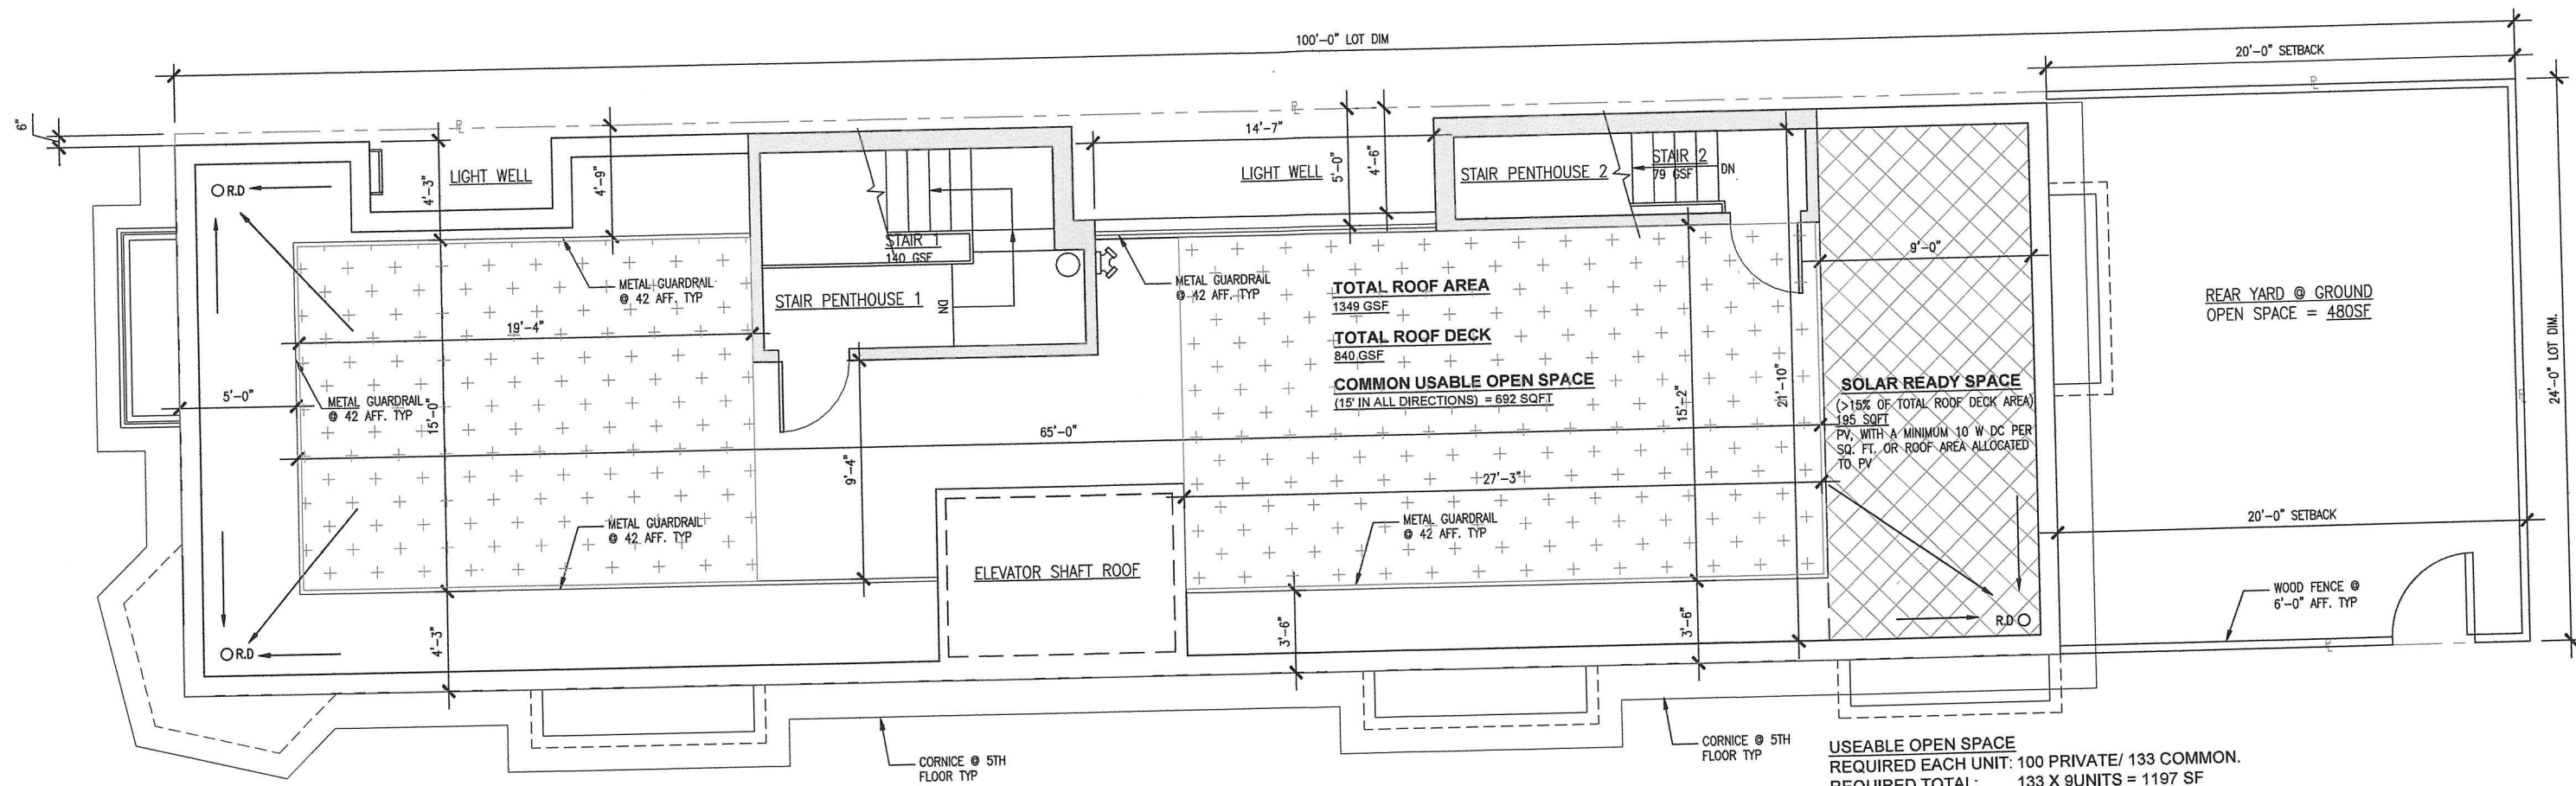 100'-0" LOT DIM
20'-0" SETBACK
6"
14'-7"
LIGHT WELL
4'-3"
4'-9"
LIGHT WELL
5'-0"
4'-6"
STAIR PENTHOUSE 2
STAIR 2
79 GSF
DN
24'-0" LOT DIM.
R.D
STAIR 1
140 GSF
STAIR PENTHOUSE 1
DN
METAL GUARDRAIL
@ 42 AFF. TYP
METAL GUARDRAIL
@ 42 AFF. TYP
TOTAL ROOF AREA
1349 GSF
TOTAL ROOF DECK
840 GSF
COMMON USABLE OPEN SPACE
(15' IN ALL DIRECTIONS) = 692 SQFT
9'-0"
REAR YARD @ GROUND
OPEN SPACE = 480SF
19'-4"
5'-0"
METAL GUARDRAIL
@ 42 AFF. TYP
15'-0"
65'-0"
9'-4"
15'-2"
21'-10"
SOLAR READY SPACE
(>15% OF TOTAL ROOF DECK AREA)
195 SQFT
PV, WITH A MINIMUM 10 W DC PER
SQ. FT. OR ROOF AREA ALLOCATED
TO PV
27'-3"
20'-0" SETBACK
METAL GUARDRAIL
@ 42 AFF. TYP
METAL GUARDRAIL
@ 42 AFF. TYP
ELEVATOR SHAFT ROOF
WOOD FENCE @
6'-0" AFF. TYP
R.D
4'-3"
3'-6"
3'-6"
R.D
CORNICE @ 5TH
FLOOR TYP
CORNICE @ 5TH
FLOOR TYP
USEABLE OPEN SPACE
REQUIRED EACH UNIT: 100 PRIVATE/ 133 COMMON.
REQUIRED TOTAL: 133 X 9UNITS = 1197 SF